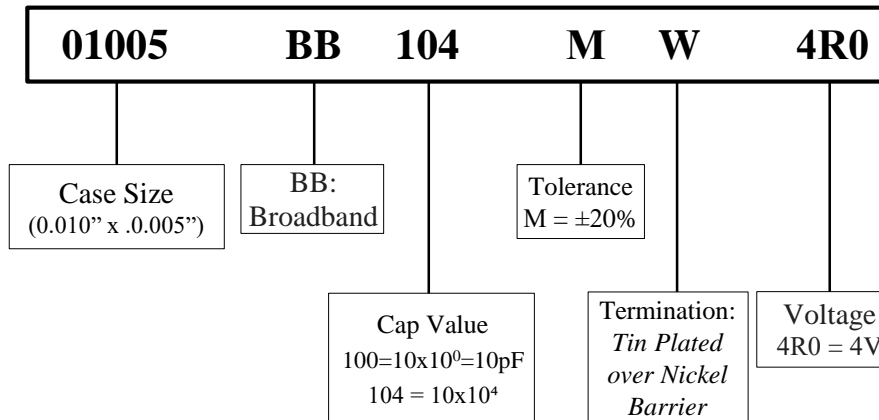 01005 BB 104 M W 4R0
Case Size
(0.010” x .0.005”)
BB:
Broadband
Tolerance
M = ±20%
Cap Value
100=10x10⁰=10pF
104 = 10x10⁴
Termination:
Tin Plated
over Nickel
Barrier
Voltage
4R0 = 4V